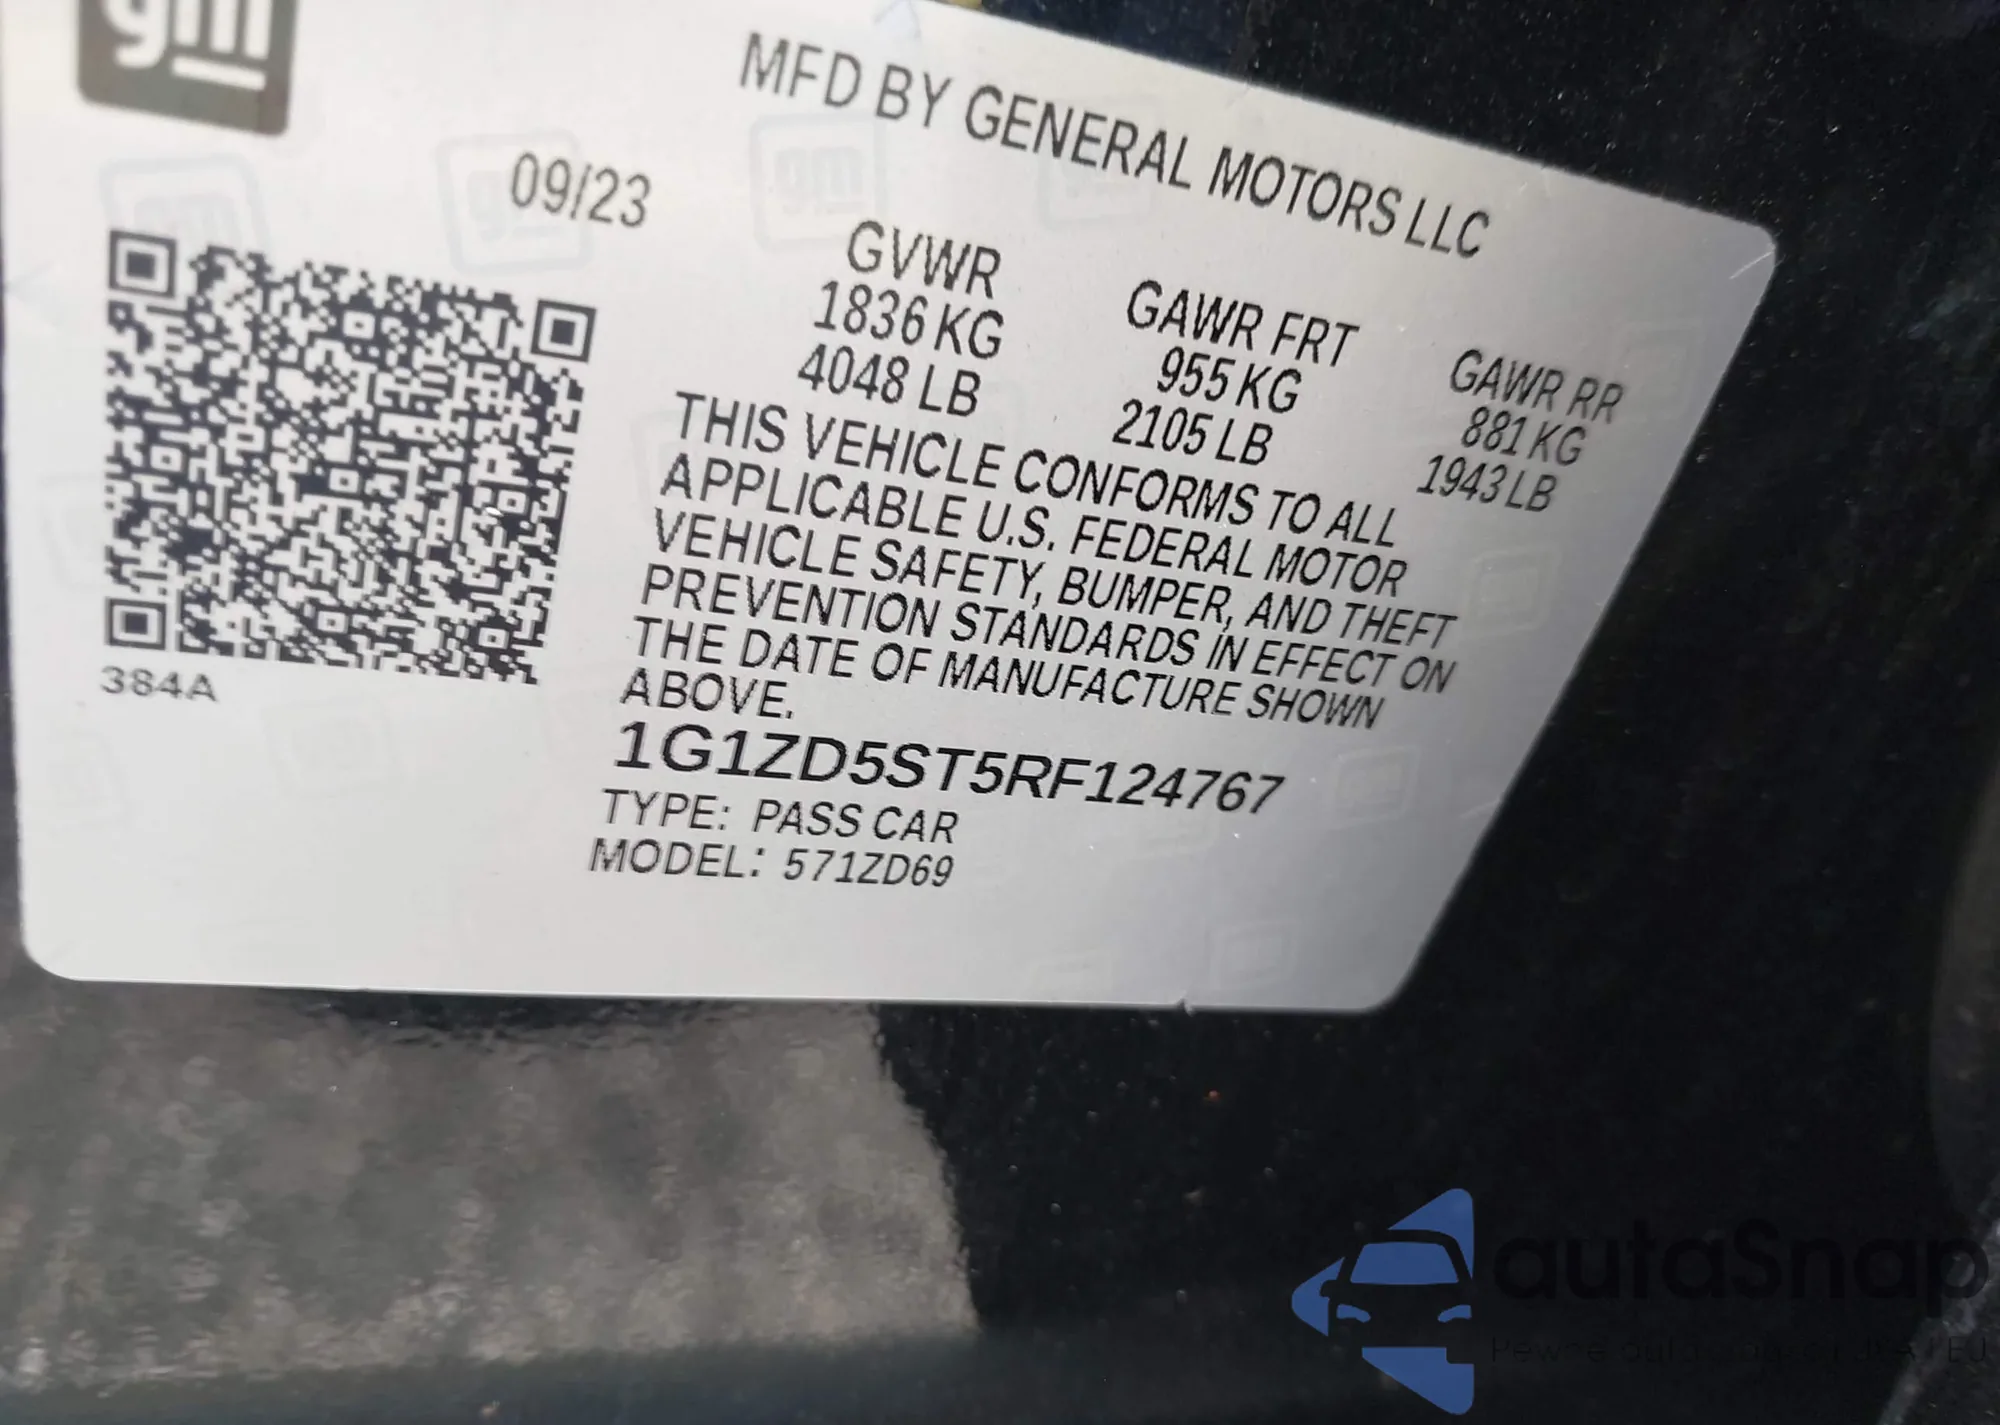 gm
MFD BY GENERAL MOTORS LLC
09/23
GVWR
1836 KG
4048 LB
GAWR FRT
955 KG
2105 LB
GAWR RR
881 KG
1943 LB
THIS VEHICLE CONFORMS TO ALL
APPLICABLE U.S. FEDERAL MOTOR
VEHICLE SAFETY, BUMPER, AND THEFT
PREVENTION STANDARDS IN EFFECT ON
THE DATE OF MANUFACTURE SHOWN
ABOVE.
384A
1G1ZD5ST5RF124767
TYPE: PASS CAR
MODEL: 571ZD69
autaSnap